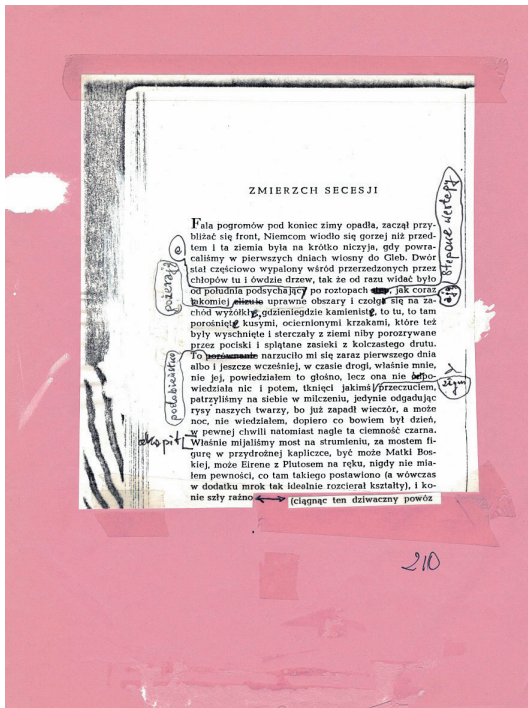 ZMIERZCH SECESJI
Fala pogromów pod koniec zimy opadła, zaczął przy-
bliżać się front, Niemcom wiodło się gorzej niż przed-
tem i ta ziemia była na krótko niczyja, gdy powra-
caliśmy w pierwszych dniach wiosny do Gleb. Dwór
stał częściowo wypalony wśród przerzedzonych przez
chłopów tu i ówdzie drzew, tak że od razu widać było
od południa podsychający po roztopach jak coraz
łakomiej uprawne obszary i czołg się na za-
chód wyżółkłe, gdzieniegdzie kamieniste, to tu, to tam
porośnięte kusymi, ociernionymi krzakami, które też
były wyschnięte i sterczały z ziemi niby porozrywane
przez pociski i splątane zasieki z kolczastego drutu.
To porównanie narzuciło mi się zaraz pierwszego dnia
albo i jeszcze wcześniej, w czasie drogi, właśnie mnie,
nie jej, powiedziałem to głośno, lecz ona nie odpo-
wiedziała nic i potem, tknięci jakimś przeczuciem,
patrzyliśmy na siebie w milczeniu, jedynie odgadując
rysy naszych twarzy, bo już zapadł wieczór, a może
noc, nie wiedziałem, dopiero co bowiem był dzień,
w pewnej chwili natomiast nagle ta ciemność czarna.
Właśnie mijaliśmy most na strumieniu, za mostem fi-
gurę w przydrożnej kapliczce, być może Matki Bos-
kiej, może Eirene z Plutosem na ręku, nigdy nie mia-
łem pewności, co tam takiego postawiono (a wówczas
w dodatku mrok tak idealnie rozcierał kształty), i ko-
nie szły raźno (ciągnąc ten dziwaczny powóz
pożerają
e
podobieństwo
akapit
ają stepowe wertepy
210